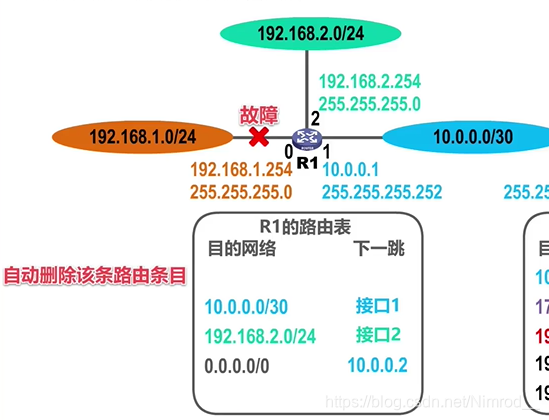 192.168.2.0/24
192.168.2.254
255.255.255.0
故障
2
192.168.1.0/24
10.0.0.0/30
0
1
R1
192.168.1.254
10.0.0.1
255.255.255.0
255.255.255.252
255.25
R1的路由表
目的网络 下一跳
目
自动删除该条路由条目
10.0.0.0/30 接口1
192.168.2.0/24 接口2
0.0.0.0/0 10.0.0.2
10
17
19
19
19
https://blog.csdn.net/Nimrod_